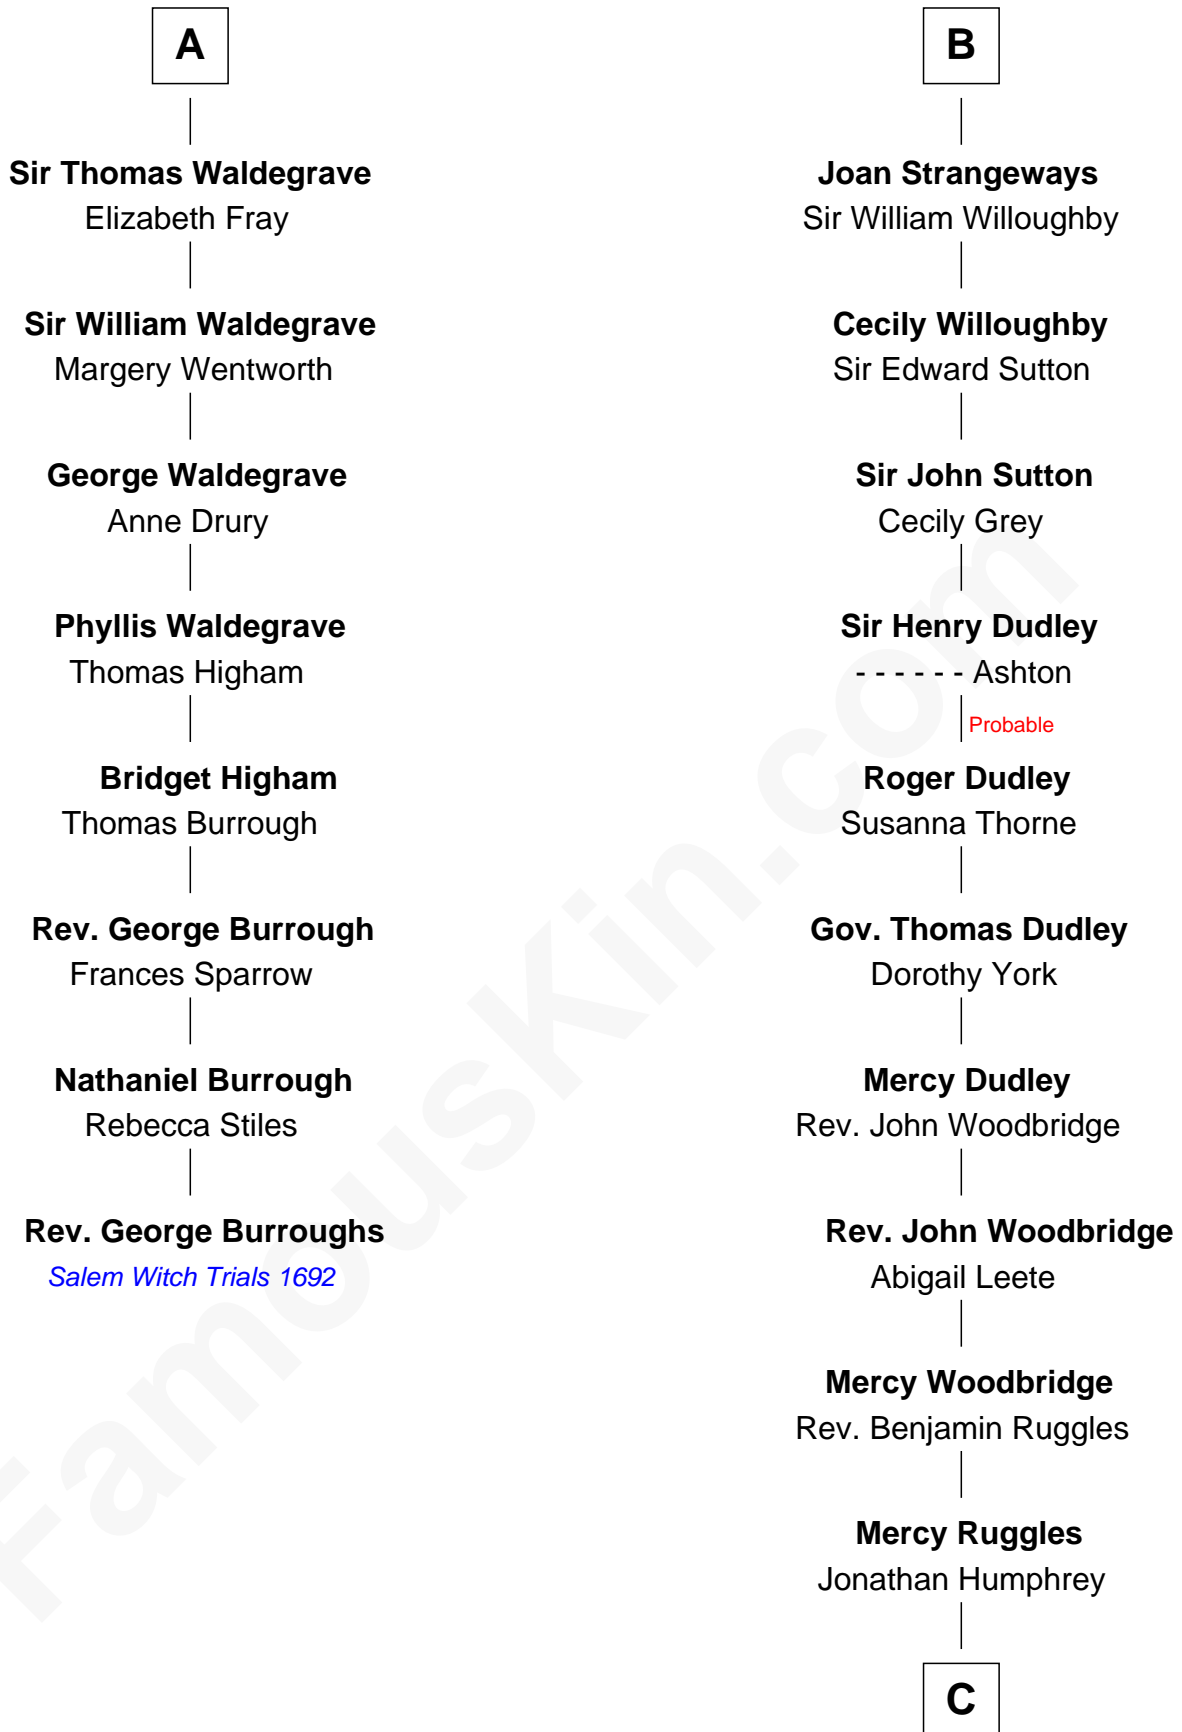 A
Sir Thomas Waldegrave
Elizabeth Fray
Sir William Waldegrave
Margery Wentworth
George Waldegrave
Anne Drury
Phyllis Waldegrave
Thomas Higham
Bridget Higham
Thomas Burrough
Rev. George Burrough
Frances Sparrow
Nathaniel Burrough
Rebecca Stiles
Rev. George Burroughs
Salem Witch Trials 1692
B
Joan Strangeways
Sir William Willoughby
Cecily Willoughby
Sir Edward Sutton
Sir John Sutton
Cecily Grey
Sir Henry Dudley
- - - - - - Ashton
Probable
Roger Dudley
Susanna Thorne
Gov. Thomas Dudley
Dorothy York
Mercy Dudley
Rev. John Woodbridge
Rev. John Woodbridge
Abigail Leete
Mercy Woodbridge
Rev. Benjamin Ruggles
Mercy Ruggles
Jonathan Humphrey
C
FamousKin.com